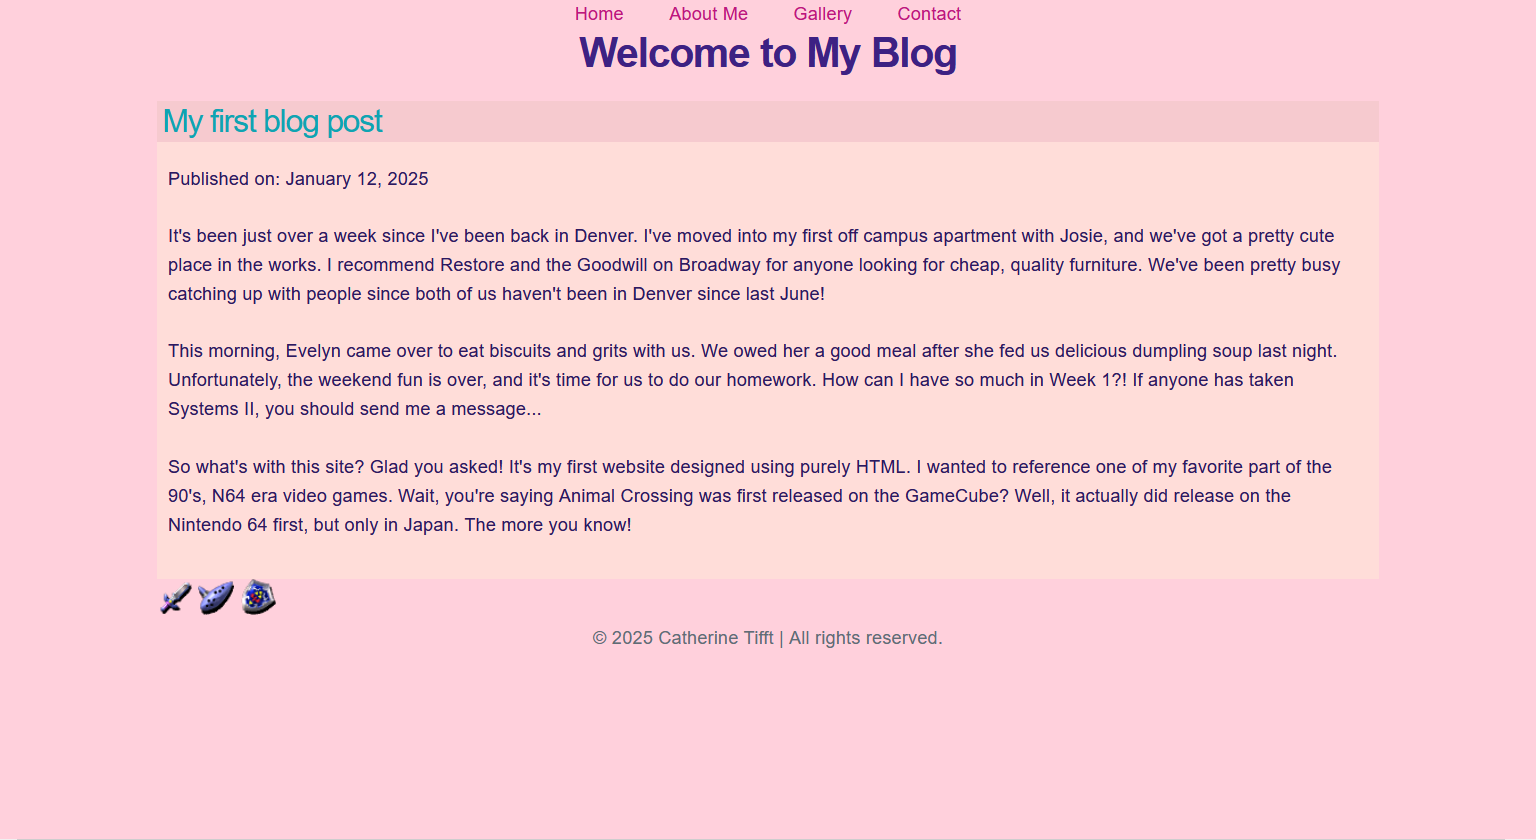 Home About Me Gallery Contact
Welcome to My Blog
My first blog post
Published on: January 12, 2025
It's been just over a week since I've been back in Denver. I've moved into my first off campus apartment with Josie, and we've got a pretty cute
place in the works. I recommend Restore and the Goodwill on Broadway for anyone looking for cheap, quality furniture. We've been pretty busy
catching up with people since both of us haven't been in Denver since last June!
This morning, Evelyn came over to eat biscuits and grits with us. We owed her a good meal after she fed us delicious dumpling soup last night.
Unfortunately, the weekend fun is over, and it's time for us to do our homework. How can I have so much in Week 1?! If anyone has taken
Systems II, you should send me a message...
So what's with this site? Glad you asked! It's my first website designed using purely HTML. I wanted to reference one of my favorite part of the
90's, N64 era video games. Wait, you're saying Animal Crossing was first released on the GameCube? Well, it actually did release on the
Nintendo 64 first, but only in Japan. The more you know!
© 2025 Catherine Tifft | All rights reserved.